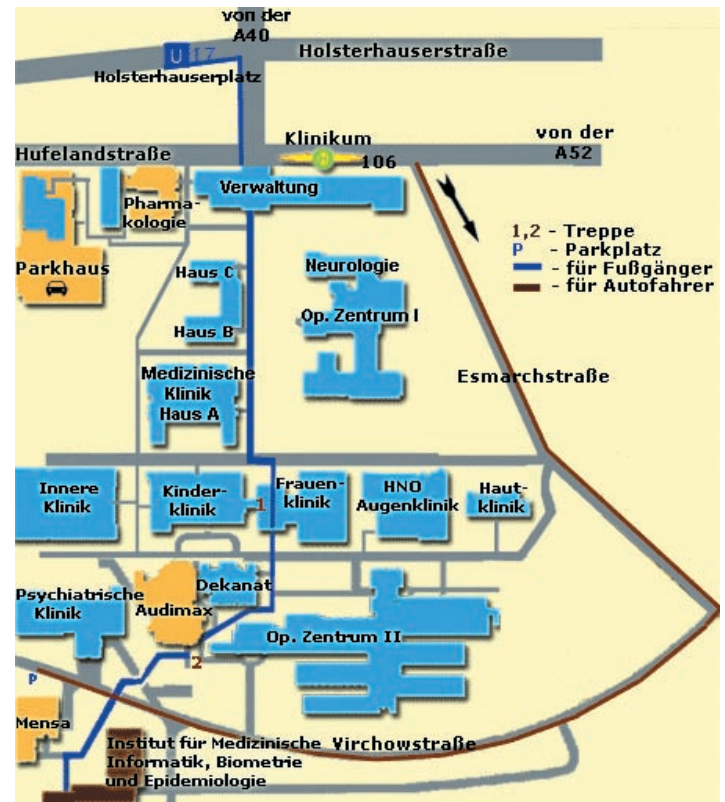 von der
A40
U 17
Holsterhauserstraße
Holsterhauserplatz
Klinikum
H
106
von der
A52
Hufelandstraße
Verwaltung
Pharma-
kologie
1,2 - Treppe
P - Parkplatz
- für Fußgänger
- für Autofahrer
Parkhaus
Haus C
Neurologie
Haus B
Op. Zentrum I
Medizinische
Klinik
Haus A
Esmarchstraße
Innere
Klinik
Kinder-
klinik
1
Frauen-
klinik
HNO
Augenklinik
Haut-
klinik
Psychiatrische
Klinik
Audimax
Dekanat
Op. Zentrum II
2
P
Mensa
Institut für Medizinische
Informatik, Biometrie
und Epidemiologie
Virchowstraße